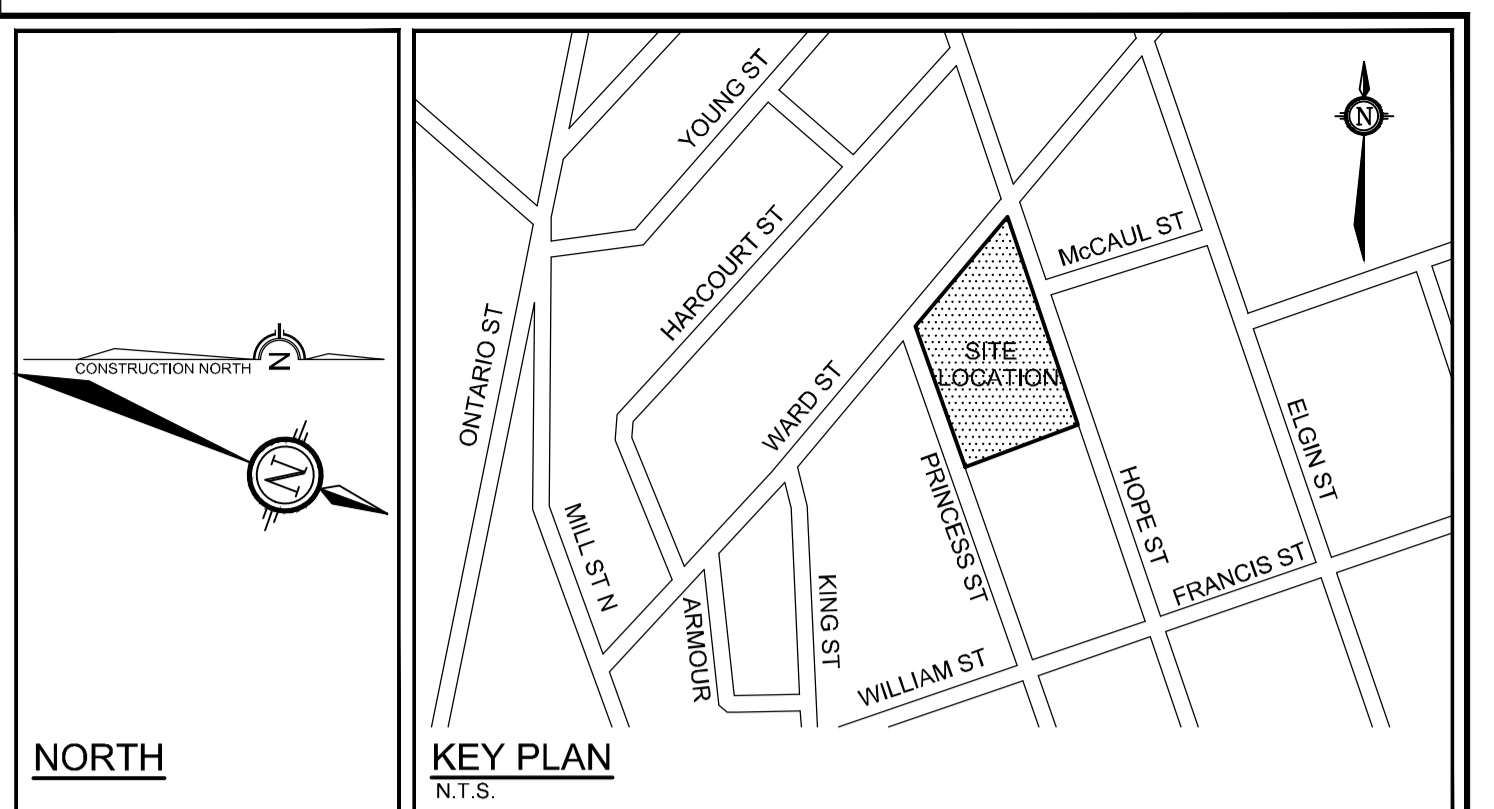 CONSTRUCTION NORTH
N
N
NORTH
YOUNG ST
N
HARCOURT ST
McCAUL ST
ONTARIO ST
SITE
LOCATION
WARD ST
ELGIN ST
PRINCESS ST
HOPE ST
MILL ST N
FRANCIS ST
ARMOUR
KING ST
WILLIAM ST
KEY PLAN
N.T.S.